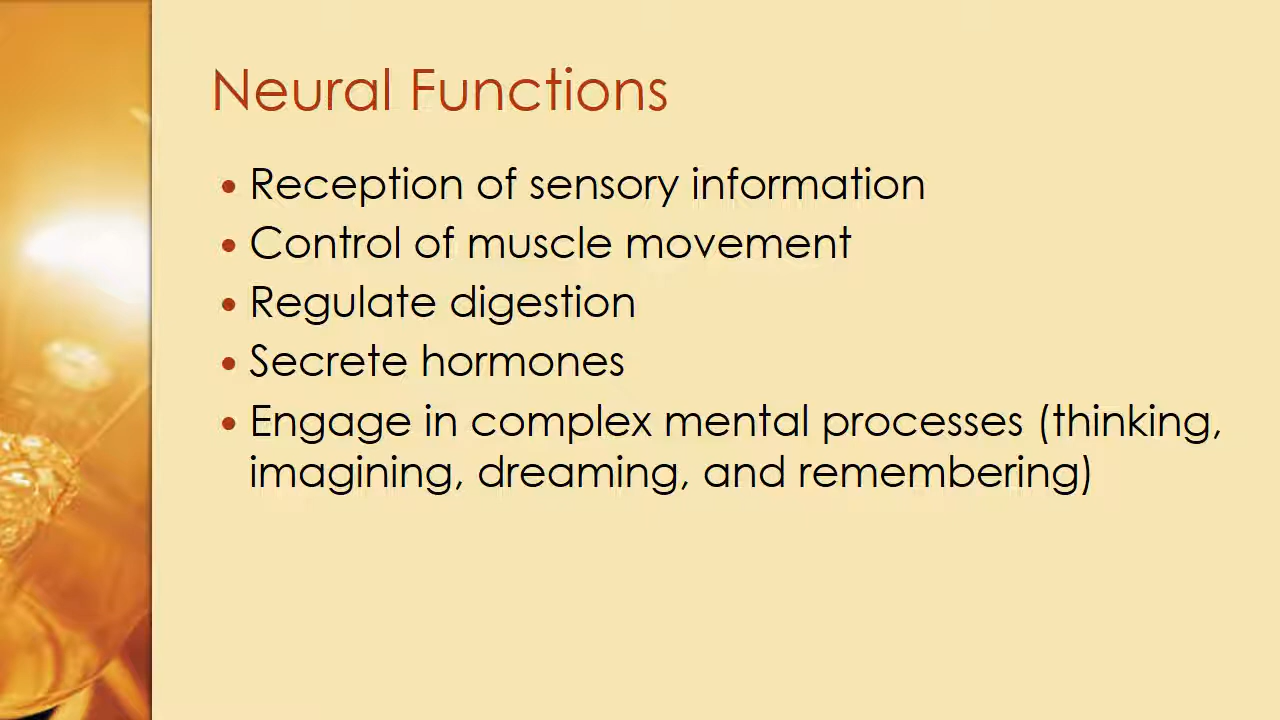 Neural Functions
• Reception of sensory information
• Control of muscle movement
• Regulate digestion
• Secrete hormones
• Engage in complex mental processes (thinking,
imagining, dreaming, and remembering)